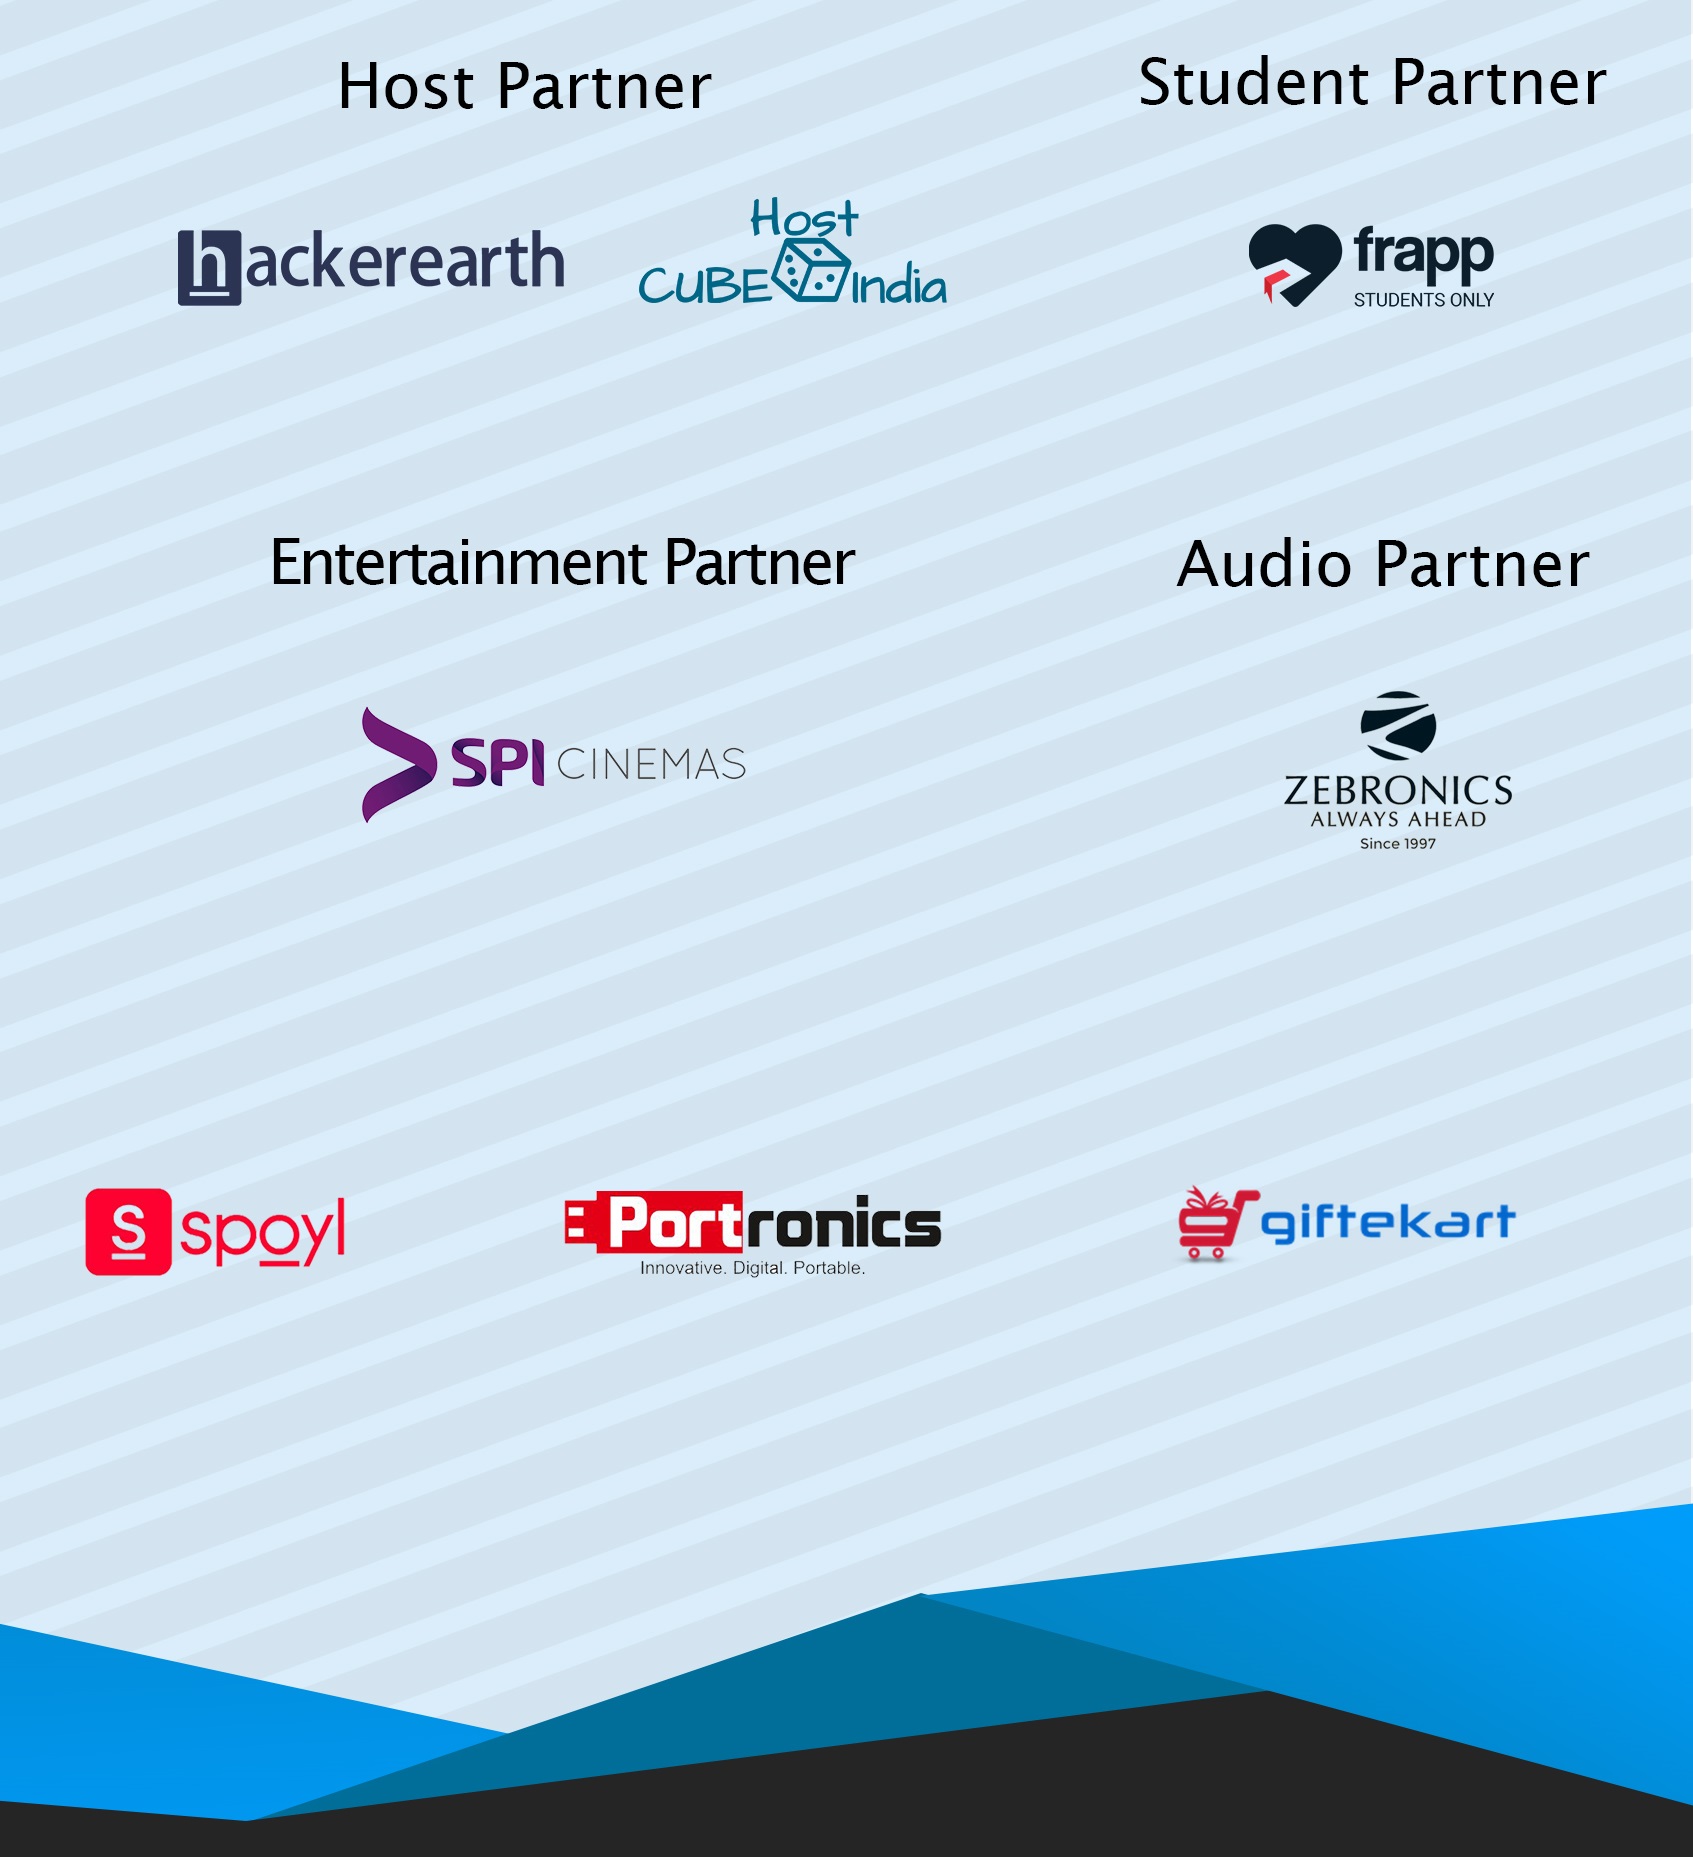 Host Partner
Student Partner
hackerearth
Host
CUBE India
frapp
STUDENTS ONLY
Entertainment Partner
Audio Partner
SPI CINEMAS
ZEBRONICS
ALWAYS AHEAD
Since 1997
S spoyl
Portronics
Innovative. Digital. Portable.
giftekart